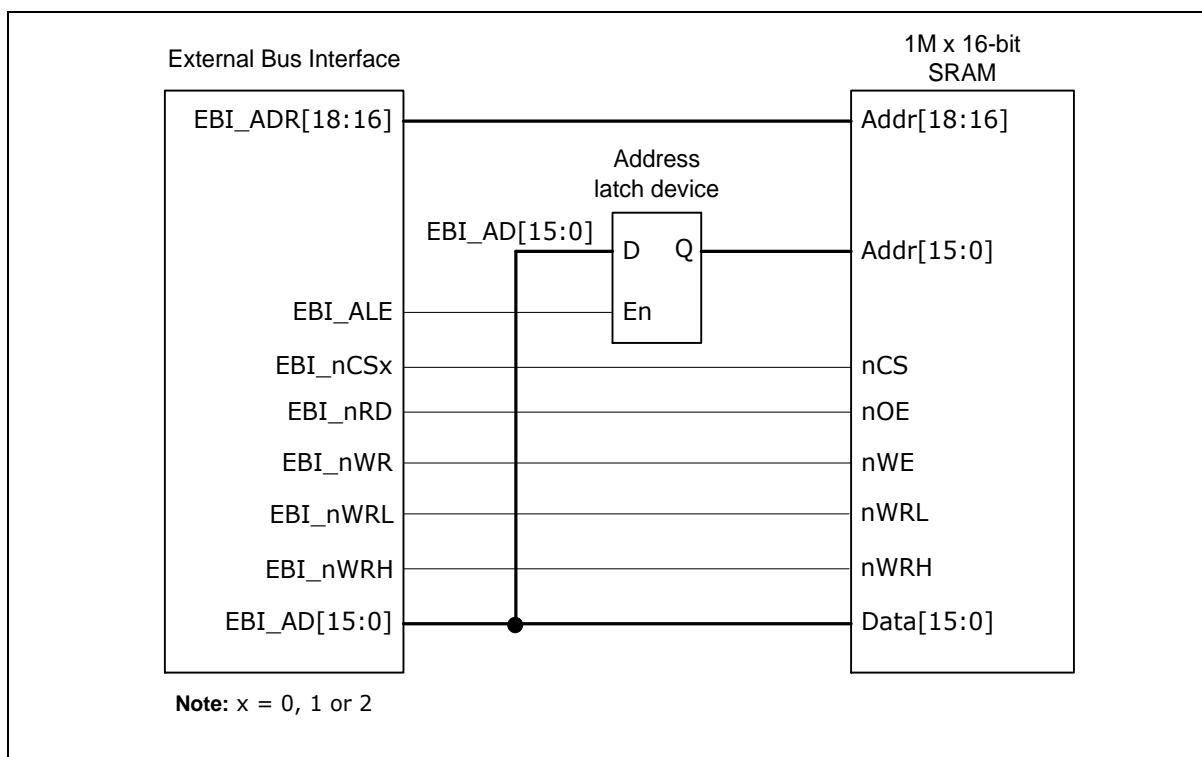 External Bus Interface
1M x 16-bit
SRAM
EBI_ADR[18:16]
Addr[18:16]
Address
latch device
EBI_AD[15:0]
D
Q
Addr[15:0]
EBI_ALE
En
EBI_nCSx
nCS
EBI_nRD
nOE
EBI_nWR
nWE
EBI_nWRL
nWRL
EBI_nWRH
nWRH
EBI_AD[15:0]
Data[15:0]
Note: x = 0, 1 or 2